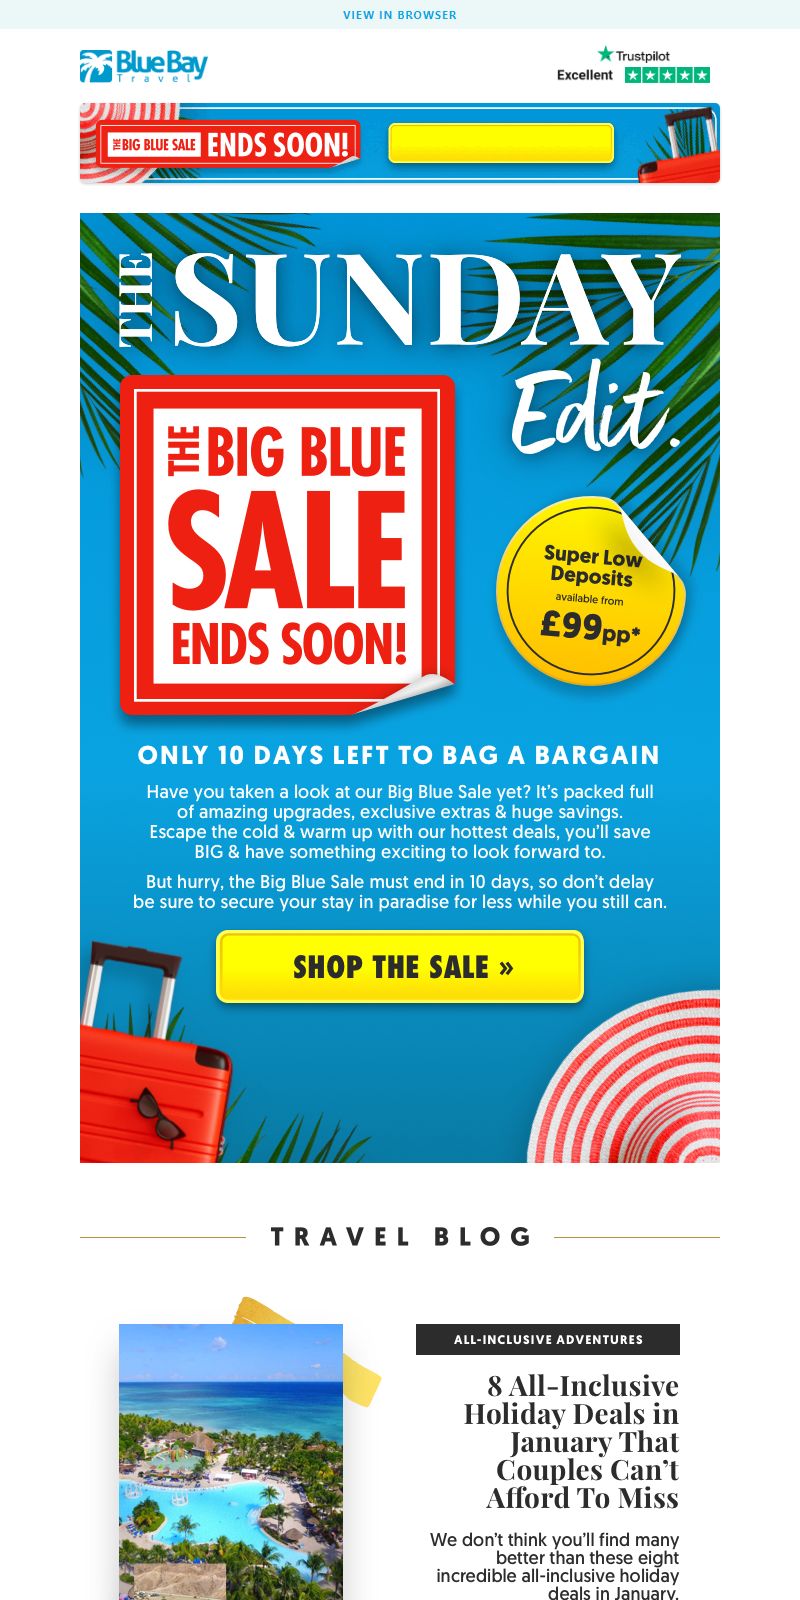 VIEW IN BROWSER
Blue Bay
Travel
Trustpilot
Excellent
THE BIG BLUE SALE ENDS SOON!
THE SUNDAY
Edit.
THE BIG BLUE
SALE
ENDS SOON!
Super Low
Deposits
available from
£99pp*
ONLY 10 DAYS LEFT TO BAG A BARGAIN
Have you taken a look at our Big Blue Sale yet? It's packed full
of amazing upgrades, exclusive extras & huge savings.
Escape the cold & warm up with our hottest deals, you'll save
BIG & have something exciting to look forward to.
But hurry, the Big Blue Sale must end in 10 days, so don't delay
be sure to secure your stay in paradise for less while you still can.
SHOP THE SALE »
TRAVEL BLOG
ALL-INCLUSIVE ADVENTURES
8 All-Inclusive
Holiday Deals in
January That
Couples Can't
Afford To Miss
We don't think you'll find many
better than these eight
incredible all-inclusive holiday
deals in January.